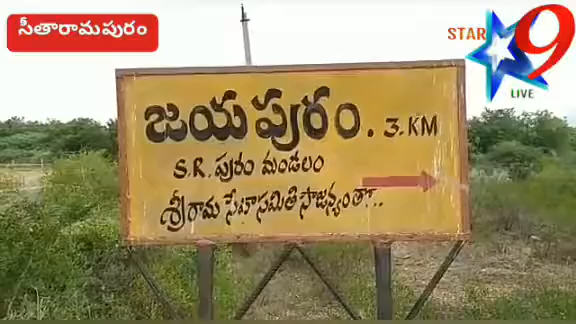 సీతారామపురం
STAR 9
LIVE
జయపురం. 3.KM
S.R. పురం మండలం
శ్రీరామ సేవాసమితి సౌజన్యంతో..